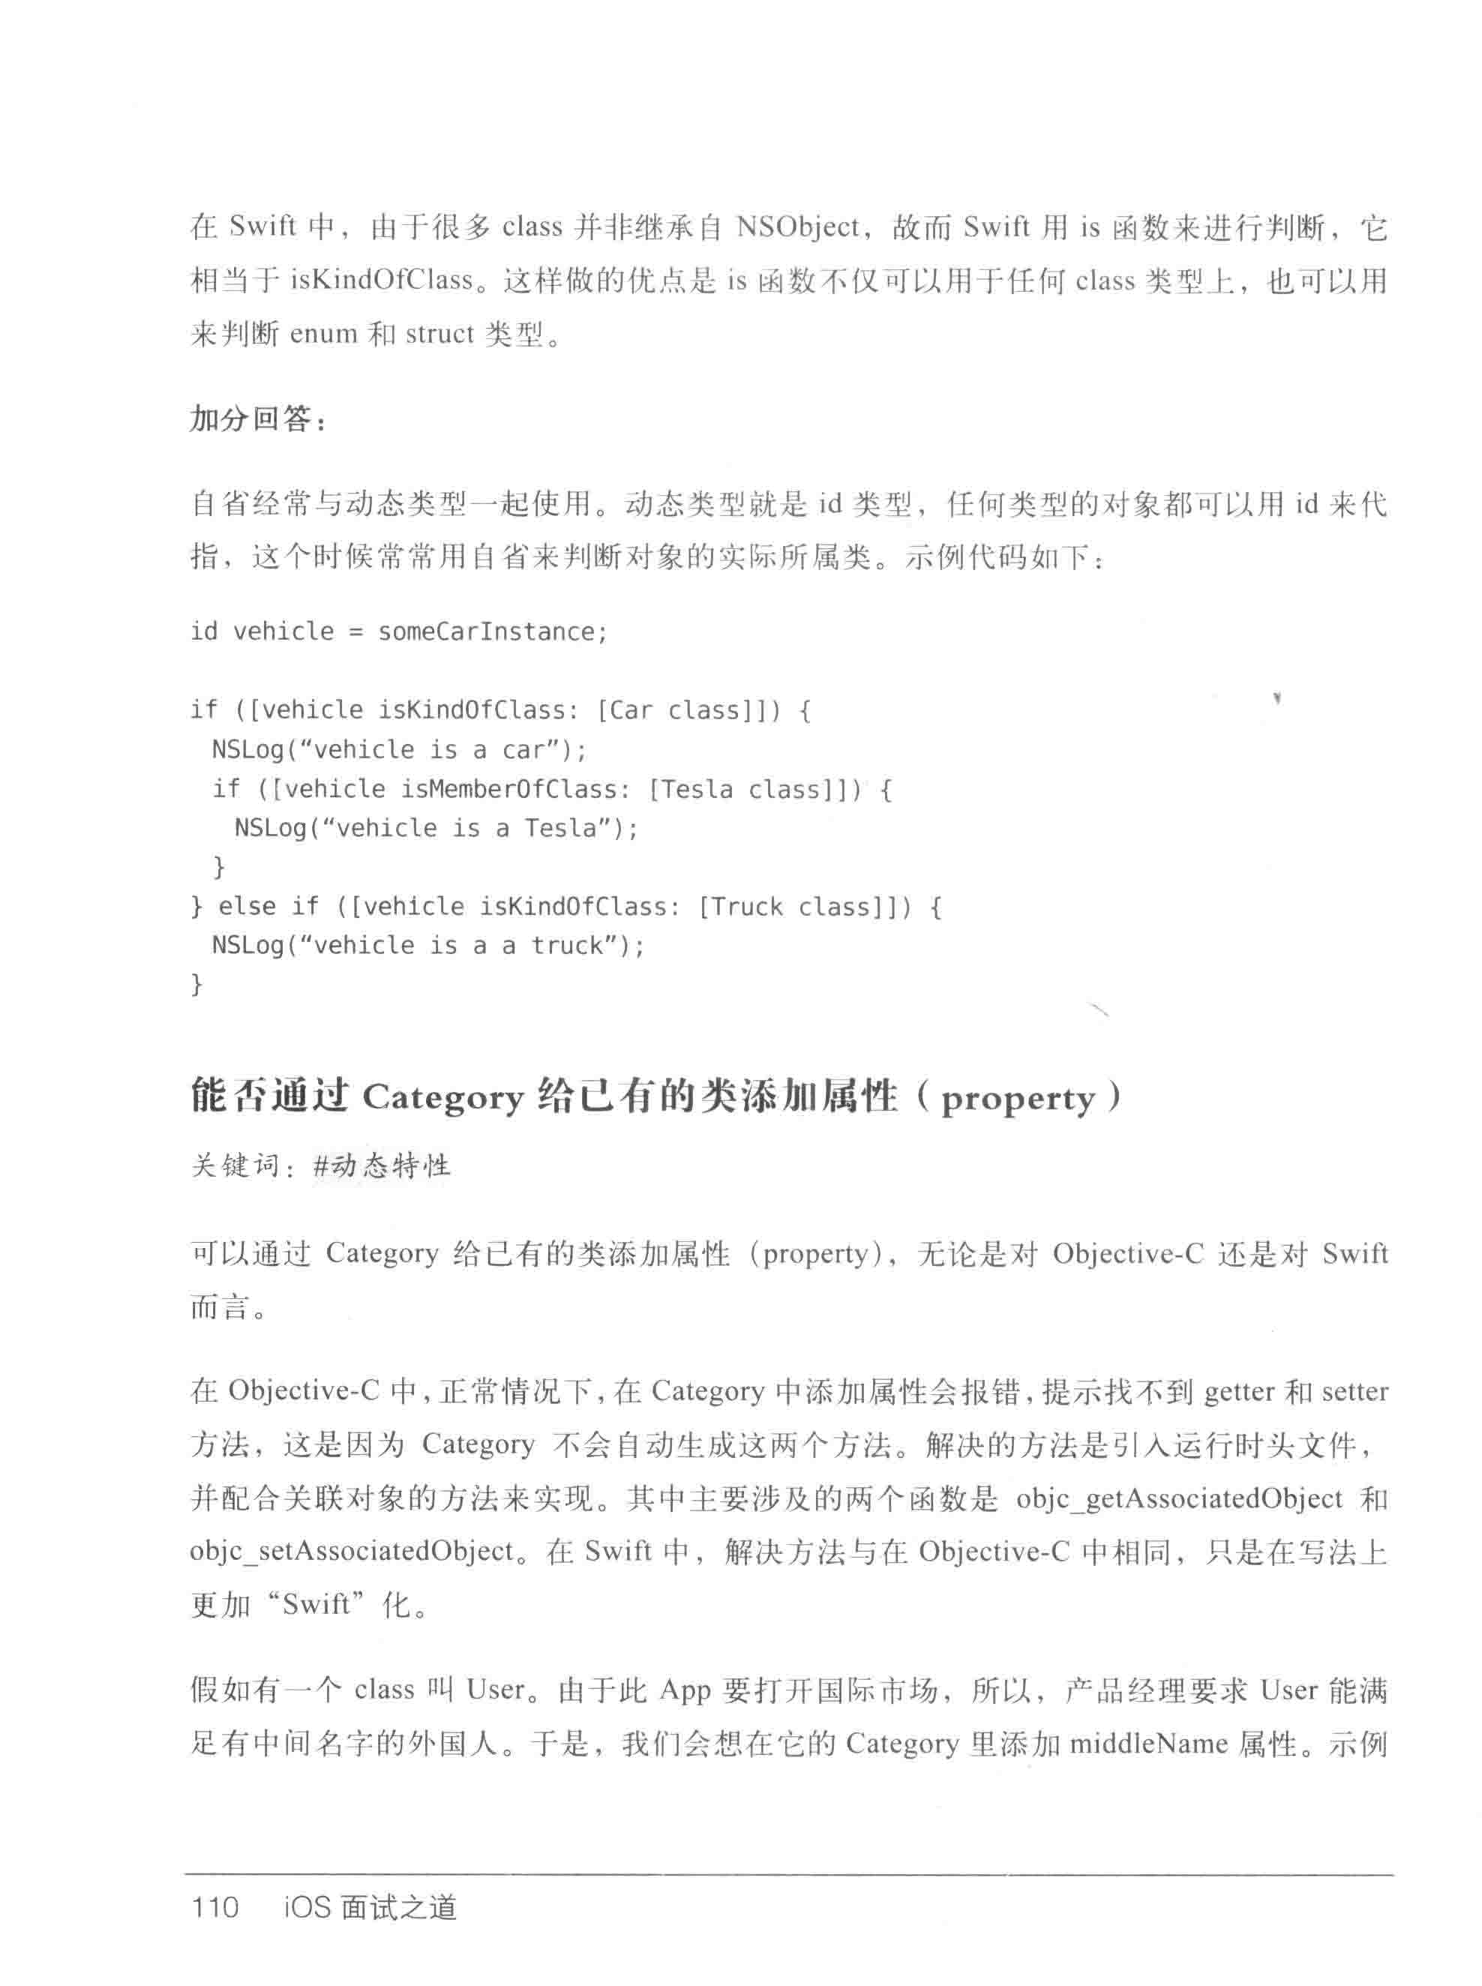 在 Swift 中，由于很多 class 并非继承自 NSObject，故而 Swift 用 is 函数来进行判断，它
相当于 isKindOfClass。这样做的优点是 is 函数不仅可以用于任何 class 类型上，也可以用
来判断 enum 和 struct 类型。
加分回答：
自省经常与动态类型一起使用。动态类型就是 id 类型，任何类型的对象都可以用 id 来代
指，这个时候常常用自省来判断对象的实际所属类。示例代码如下：
id vehicle = someCarInstance;
if ([vehicle isKindOfClass: [Car class]]) {
  NSLog(“vehicle is a car”);
  if ([vehicle isMemberOfClass: [Tesla class]]) {
    NSLog(“vehicle is a Tesla”);
  }
} else if ([vehicle isKindOfClass: [Truck class]]) {
  NSLog(“vehicle is a a truck”);
}
能否通过 Category 给已有的类添加属性（property）
关键词：#动态特性
可以通过 Category 给已有的类添加属性（property），无论是对 Objective-C 还是对 Swift
而言。
在 Objective-C 中，正常情况下，在 Category 中添加属性会报错，提示找不到 getter 和 setter
方法，这是因为 Category 不会自动生成这两个方法。解决的方法是引入运行时头文件，
并配合关联对象的方法来实现。其中主要涉及的两个函数是 objc_getAssociatedObject 和
objc_setAssociatedObject。在 Swift 中，解决方法与在 Objective-C 中相同，只是在写法上
更加“Swift”化。
假如有一个 class 叫 User。由于此 App 要打开国际市场，所以，产品经理要求 User 能满
足有中间名字的外国人。于是，我们会想在它的 Category 里添加 middleName 属性。示例
110 iOS 面试之道